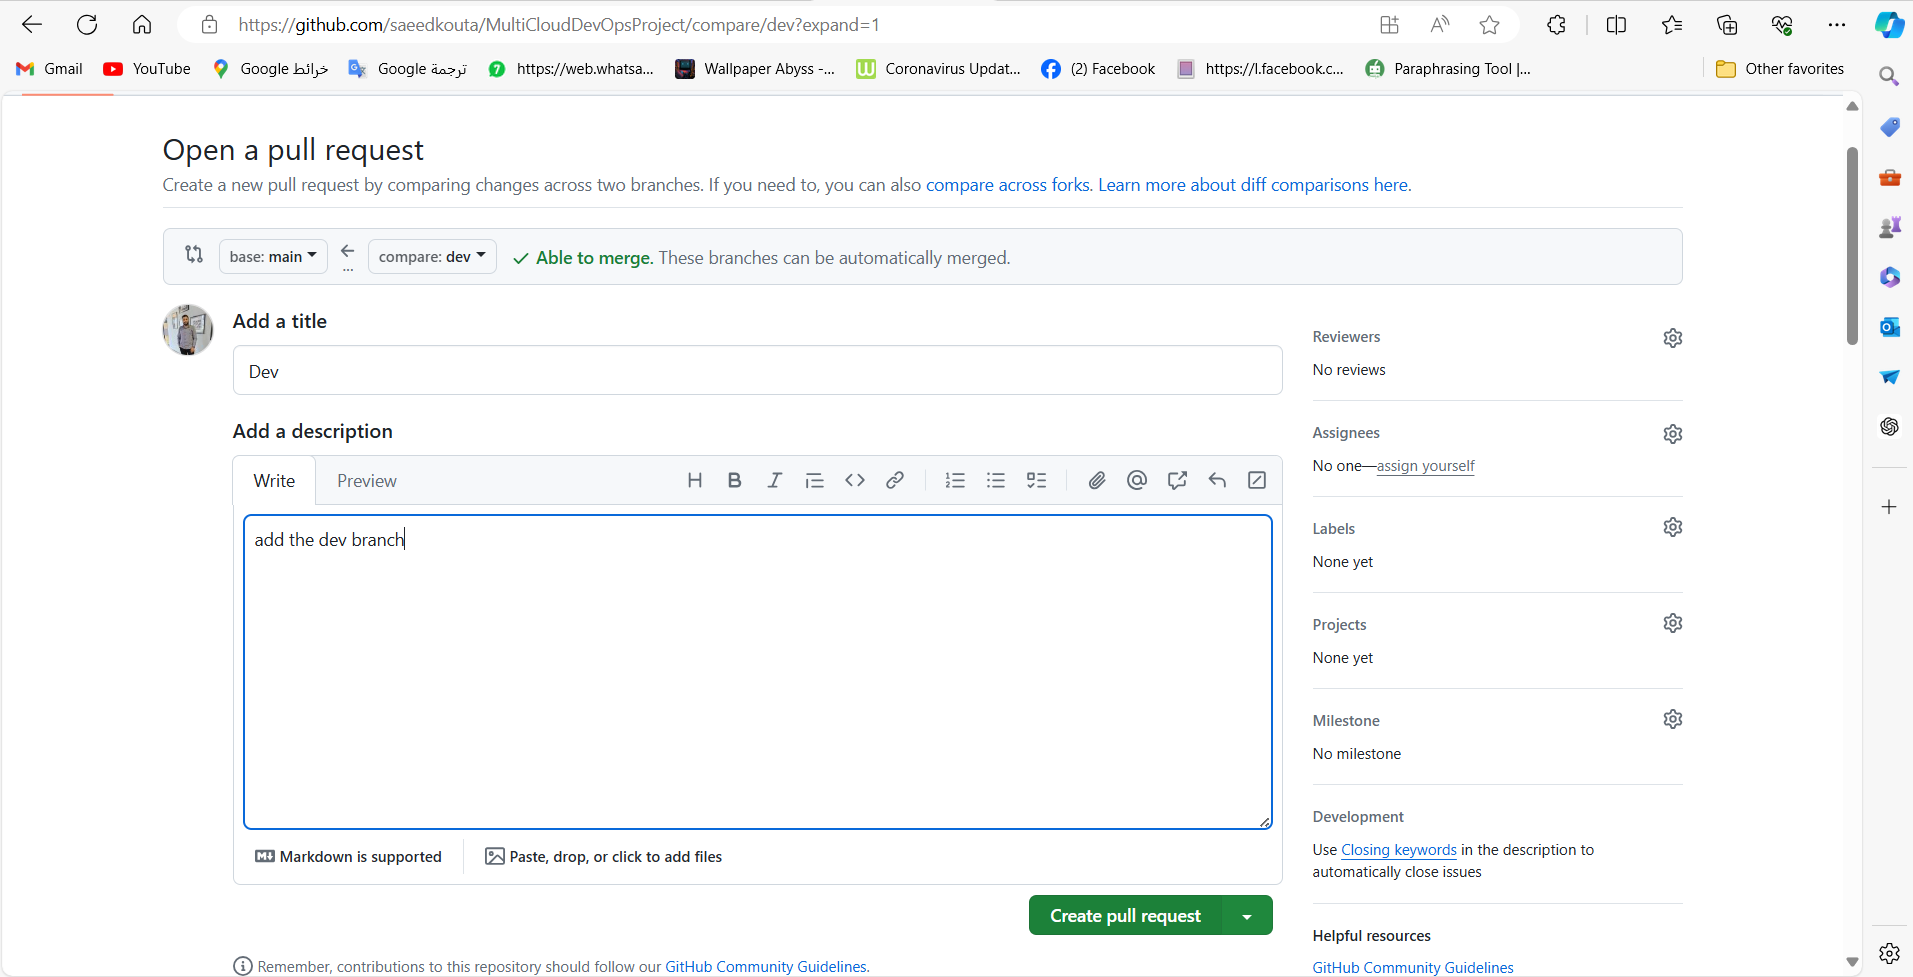 https://github.com/saeedkouta/MultiCloudDevOpsProject/compare/dev?expand=1
Gmail YouTube خرائط Google ترجمة Google https://web.whatsa... Wallpaper Abyss -... Coronavirus Updat... (2) Facebook https://l.facebook.c... Paraphrasing Tool |... Other favorites
Open a pull request
Create a new pull request by comparing changes across two branches. If you need to, you can also compare across forks. Learn more about diff comparisons here.
base: main ... compare: dev Able to merge. These branches can be automatically merged.
Add a title
Dev
Add a description
Write Preview
add the dev branch
Markdown is supported Paste, drop, or click to add files
Create pull request
Remember, contributions to this repository should follow our GitHub Community Guidelines.
Reviewers
No reviews
Assignees
No one—assign yourself
Labels
None yet
Projects
None yet
Milestone
No milestone
Development
Use Closing keywords in the description to
automatically close issues
Helpful resources
GitHub Community Guidelines